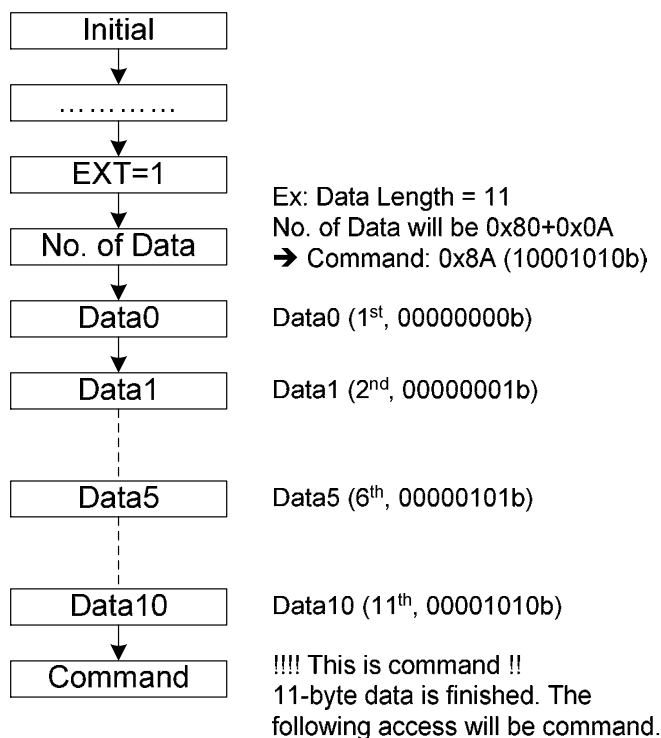 Initial
…………
EXT=1
Ex: Data Length = 11
No. of Data will be 0x80+0x0A
No. of Data
➔ Command: 0x8A (10001010b)
Data0
Data0 (1st, 00000000b)
Data1
Data1 (2nd, 00000001b)
Data5
Data5 (6th, 00000101b)
Data10
Data10 (11th, 00001010b)
Command
!!!! This is command !!
11-byte data is finished. The
following access will be command.